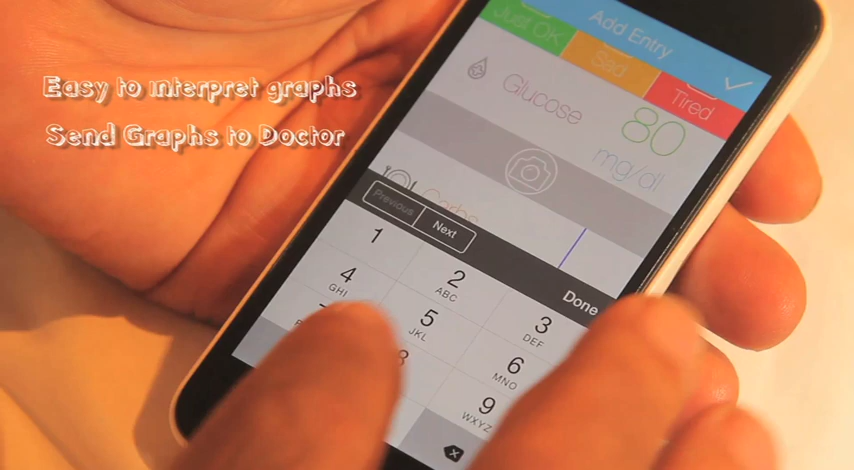 Easy to interpret graphs
Send Graphs to Doctor
Add Entry
Just OK
Sad
Tired
Glucose
80
mg/dl
Carbs
Previous
Next
Done
1
2
ABC
3
DEF
4
GHI
5
JKL
6
MNO
8
9
WXYZ